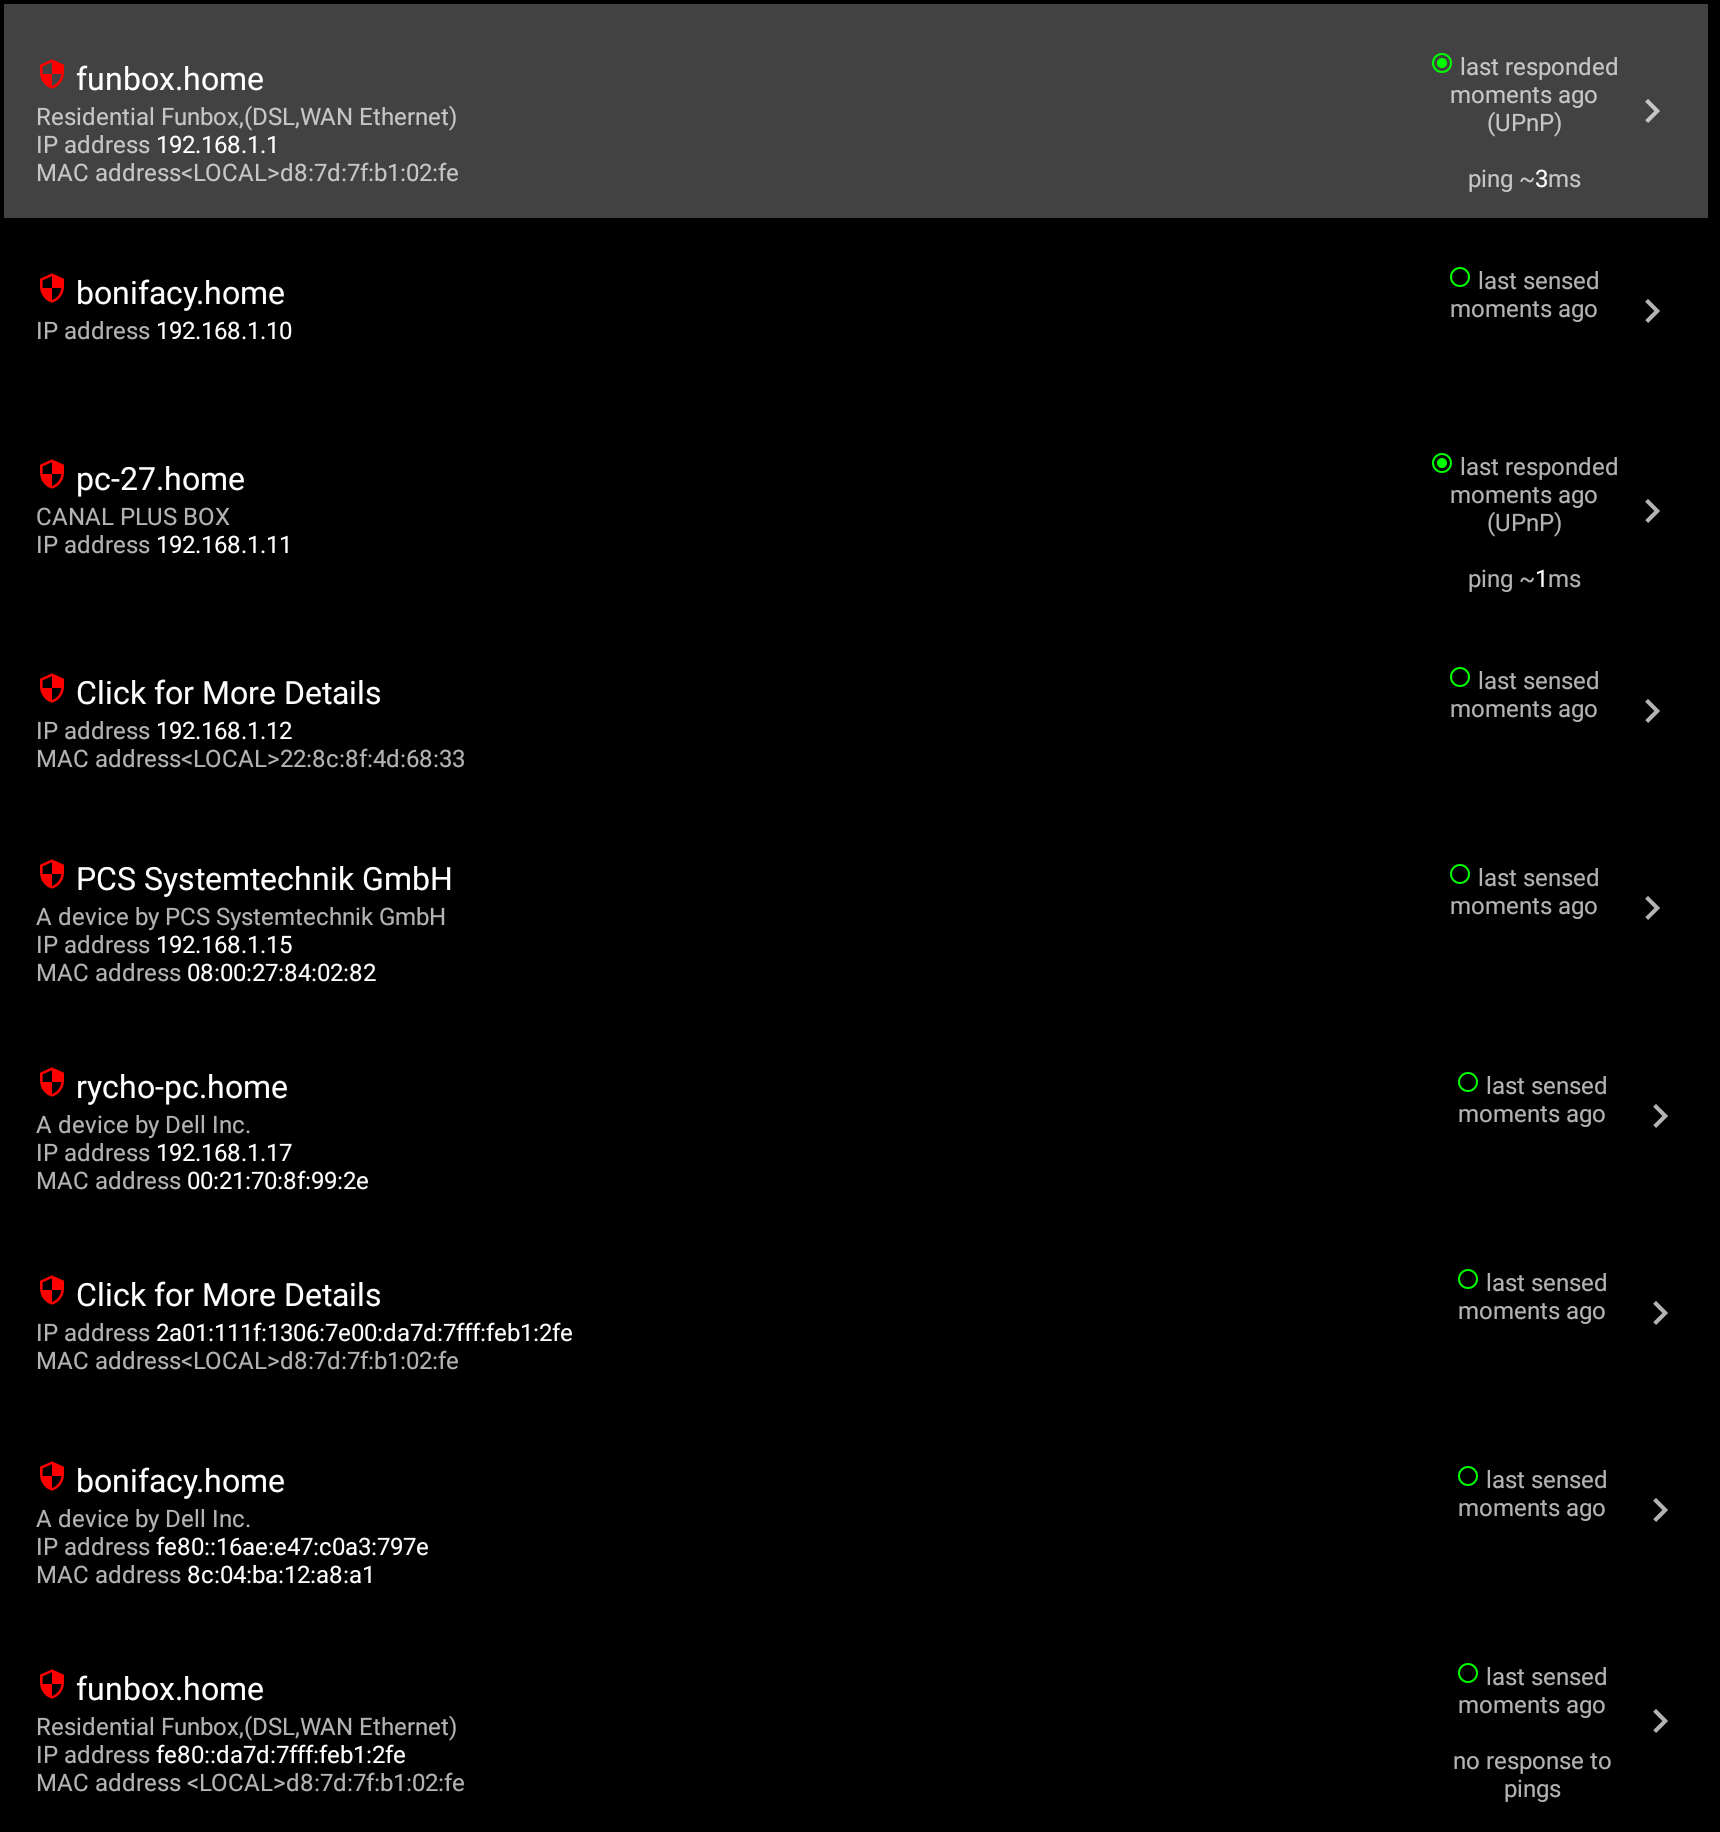 funbox.home
Residential Funbox,(DSL,WAN Ethernet)
IP address 192.168.1.1
MAC address<LOCAL>d8:7d:7f:b1:02:fe
last responded
moments ago
(UPnP)
ping ~3ms
bonifacy.home
IP address 192.168.1.10
last sensed
moments ago
pc-27.home
CANAL PLUS BOX
IP address 192.168.1.11
last responded
moments ago
(UPnP)
ping ~1ms
Click for More Details
IP address 192.168.1.12
MAC address<LOCAL>22:8c:8f:4d:68:33
last sensed
moments ago
PCS Systemtechnik GmbH
A device by PCS Systemtechnik GmbH
IP address 192.168.1.15
MAC address 08:00:27:84:02:82
last sensed
moments ago
rycho-pc.home
A device by Dell Inc.
IP address 192.168.1.17
MAC address 00:21:70:8f:99:2e
last sensed
moments ago
Click for More Details
IP address 2a01:111f:1306:7e00:da7d:7fff:feb1:2fe
MAC address<LOCAL>d8:7d:7f:b1:02:fe
last sensed
moments ago
bonifacy.home
A device by Dell Inc.
IP address fe80::16ae:e47:c0a3:797e
MAC address 8c:04:ba:12:a8:a1
last sensed
moments ago
funbox.home
Residential Funbox,(DSL,WAN Ethernet)
IP address fe80::da7d:7fff:feb1:2fe
MAC address <LOCAL>d8:7d:7f:b1:02:fe
last sensed
moments ago
no response to
pings